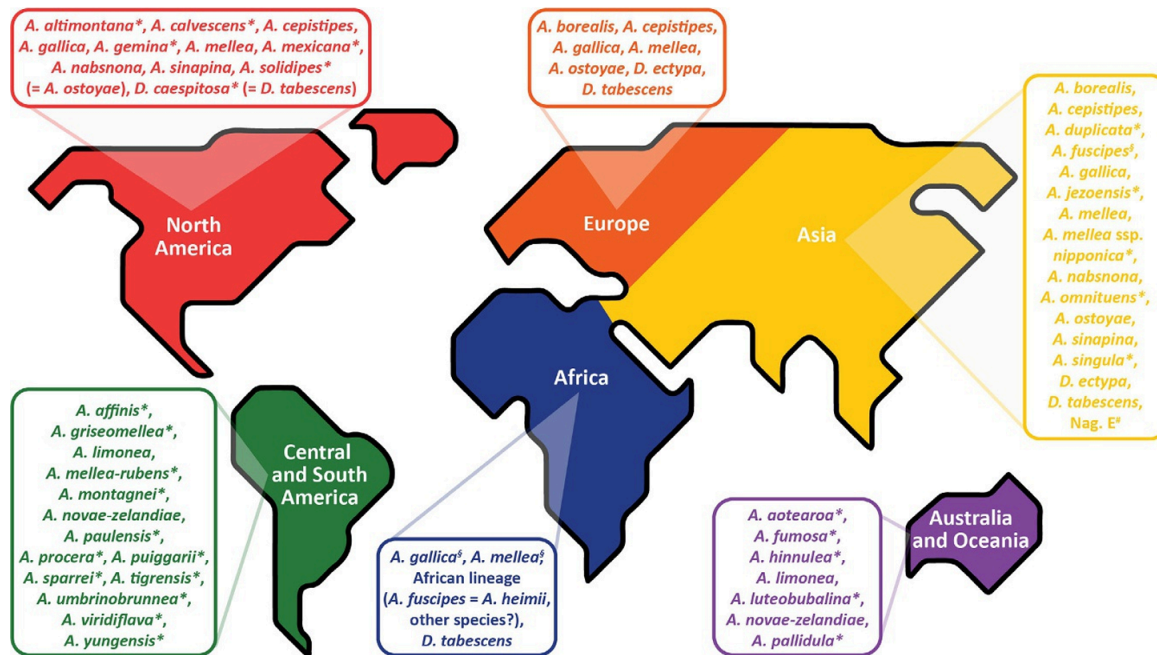 A. altimontana*, A. calvescens*, A. cepistipes,
A. gallica, A. gemina*, A. mellea, A. mexicana*,
A. nabsnona, A. sinapina, A. solidipes*
(= A. ostoyae), D. caespitosa* (= D. tabescens)
A. borealis, A. cepistipes,
A. gallica, A. mellea,
A. ostoyae, D. ectypa,
D. tabescens
A. borealis,
A. cepistipes,
A. duplicata*,
A. fuscipes§,
A. gallica,
A. jezoensis*,
A. mellea,
A. mellea ssp.
nipponica*,
A. nabsnona,
A. omnituens*,
A. ostoyae,
A. sinapina,
A. singula*,
D. ectypa,
D. tabescens,
Nag. E#
North
America
Europe
Asia
Africa
Central
and South
America
Australia
and Oceania
A. affinis*,
A. griseomellea*,
A. limonea,
A. mellea-rubens*,
A. montagnei*,
A. novae-zelandiae,
A. paulensis*,
A. procera*, A. puiggarii*,
A. sparrei*, A. tigrensis*,
A. umbrinobrunnea*,
A. viridiflava*,
A. yungensis*
A. gallica§, A. mellea§,
African lineage
(A. fuscipes = A. heimii,
other species?),
D. tabescens
A. aotearoa*,
A. fumosa*,
A. hinnulea*,
A. limonea,
A. luteobubalina*,
A. novae-zelandiae,
A. pallidula*